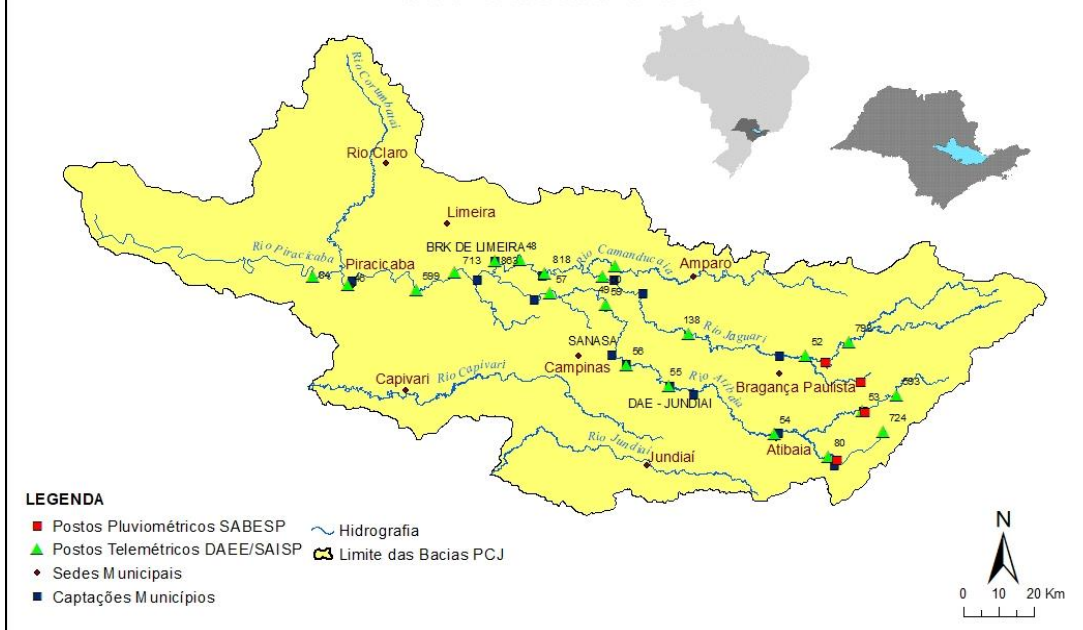 Rio Corumbataí
Rio Claro
Limeira
BRK DE LIMEIRA
48
Rio Camanducaia
Amparo
Rio Piracicaba
Piracicaba
713
818
84
599
57
49
59
138
Rio Jaguari
52
SANASA
56
Campinas
Rio Capivari
Capivari
55
Rio Atibaia
Bragança Paulista
DAE - JUNDIAI
53
724
54
Rio Jundiaí
Jundiaí
Atibaia
80
LEGENDA
Postos Pluviométricos SABESP
Hidrografia
Postos Telemétricos DAEE/SAISP
Limite das Bacias PCJ
Sedes Municipais
Captações Municípios
N
0 10 20 Km